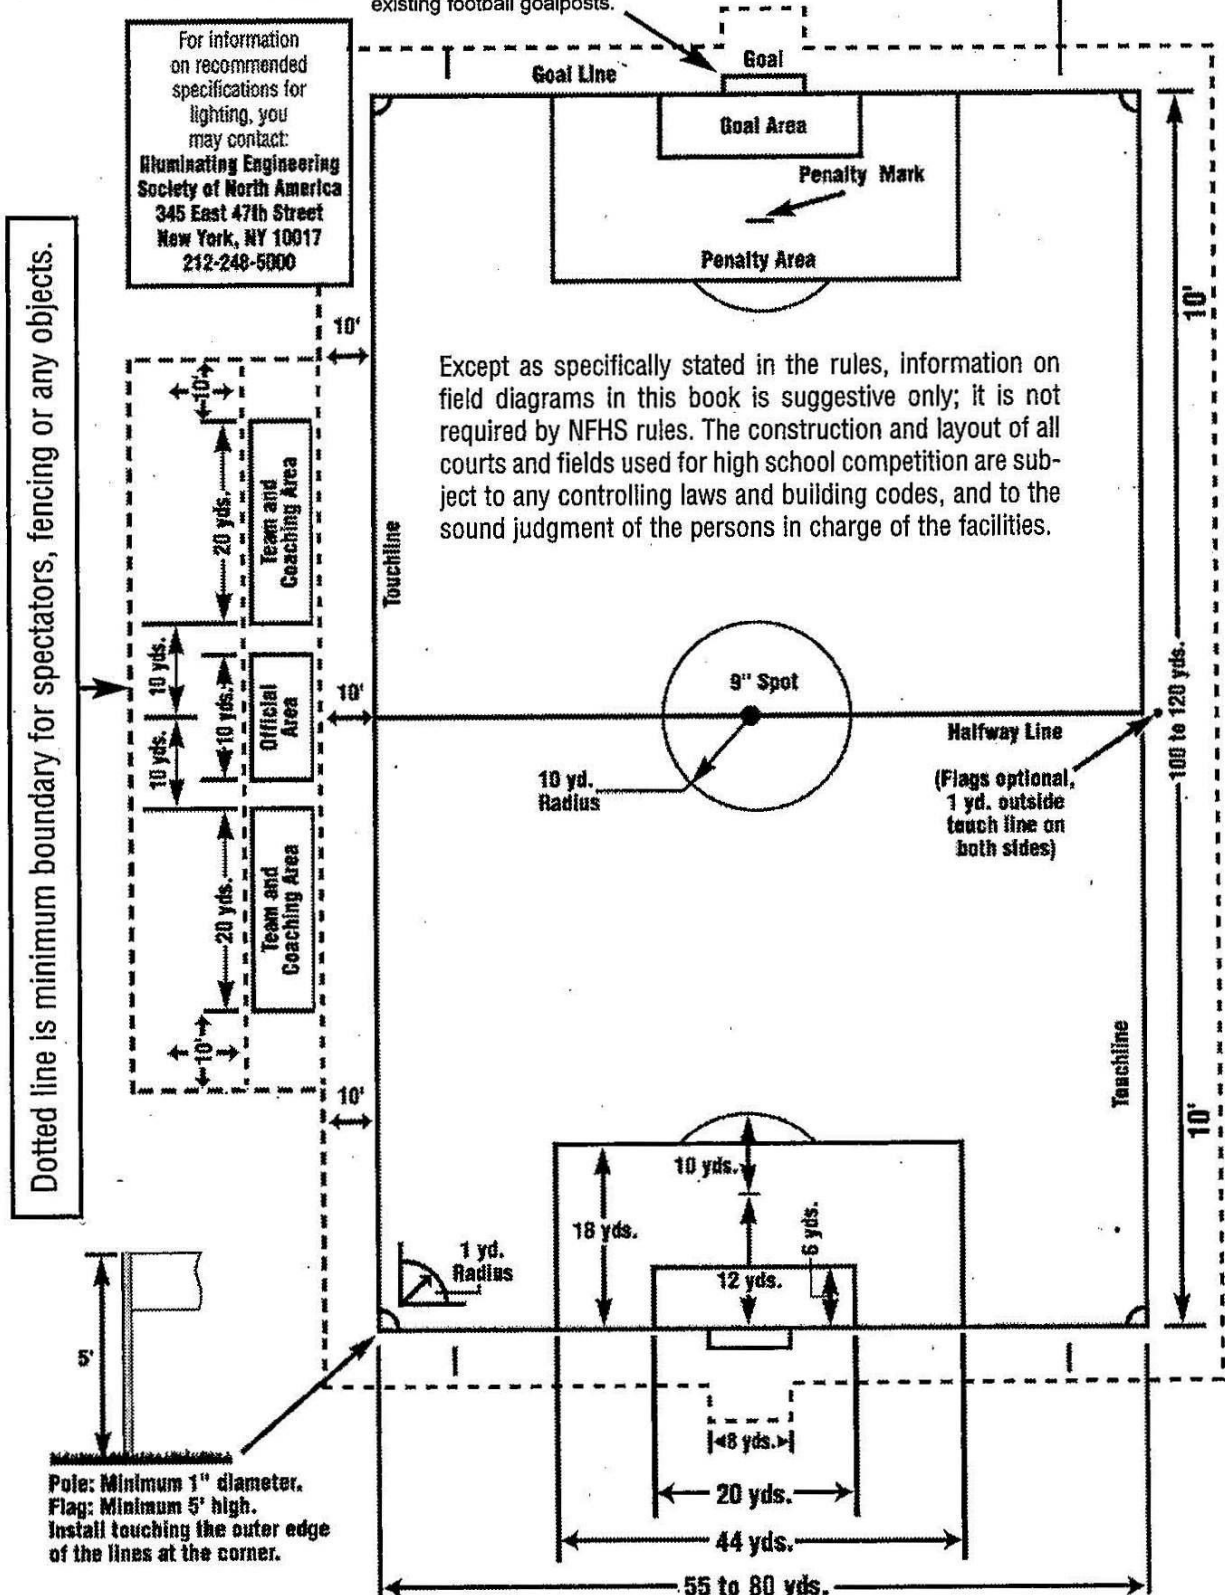 existing football goalposts.
For information
on recommended
specifications for
lighting, you
may contact:
Illuminating Engineering
Society of North America
345 East 47th Street
New York, NY 10017
212-248-5000
Goal Line
Goal
Goal Area
Penalty Mark
Penalty Area
10'
10'
Except as specifically stated in the rules, information on
field diagrams in this book is suggestive only; it is not
required by NFHS rules. The construction and layout of all
courts and fields used for high school competition are sub-
ject to any controlling laws and building codes, and to the
sound judgment of the persons in charge of the facilities.
Dotted line is minimum boundary for spectators, fencing or any objects.
10'
20 yds.
Team and
Coaching Area
Touchline
10 yds.
10 yds.
10 yds.
Official
Area
10'
9" Spot
Halfway Line
10 yd.
Radius
(Flags optional,
1 yd. outside
touch line on
both sides)
100 to 120 yds.
20 yds.
Team and
Coaching Area
10'
10'
Touchline
10'
10 yds.
18 yds.
6 yds.
12 yds.
1 yd.
Radius
5'
8 yds.
Pole: Minimum 1" diameter.
Flag: Minimum 5' high.
Install touching the outer edge
of the lines at the corner.
20 yds.
44 yds.
55 to 80 yds.